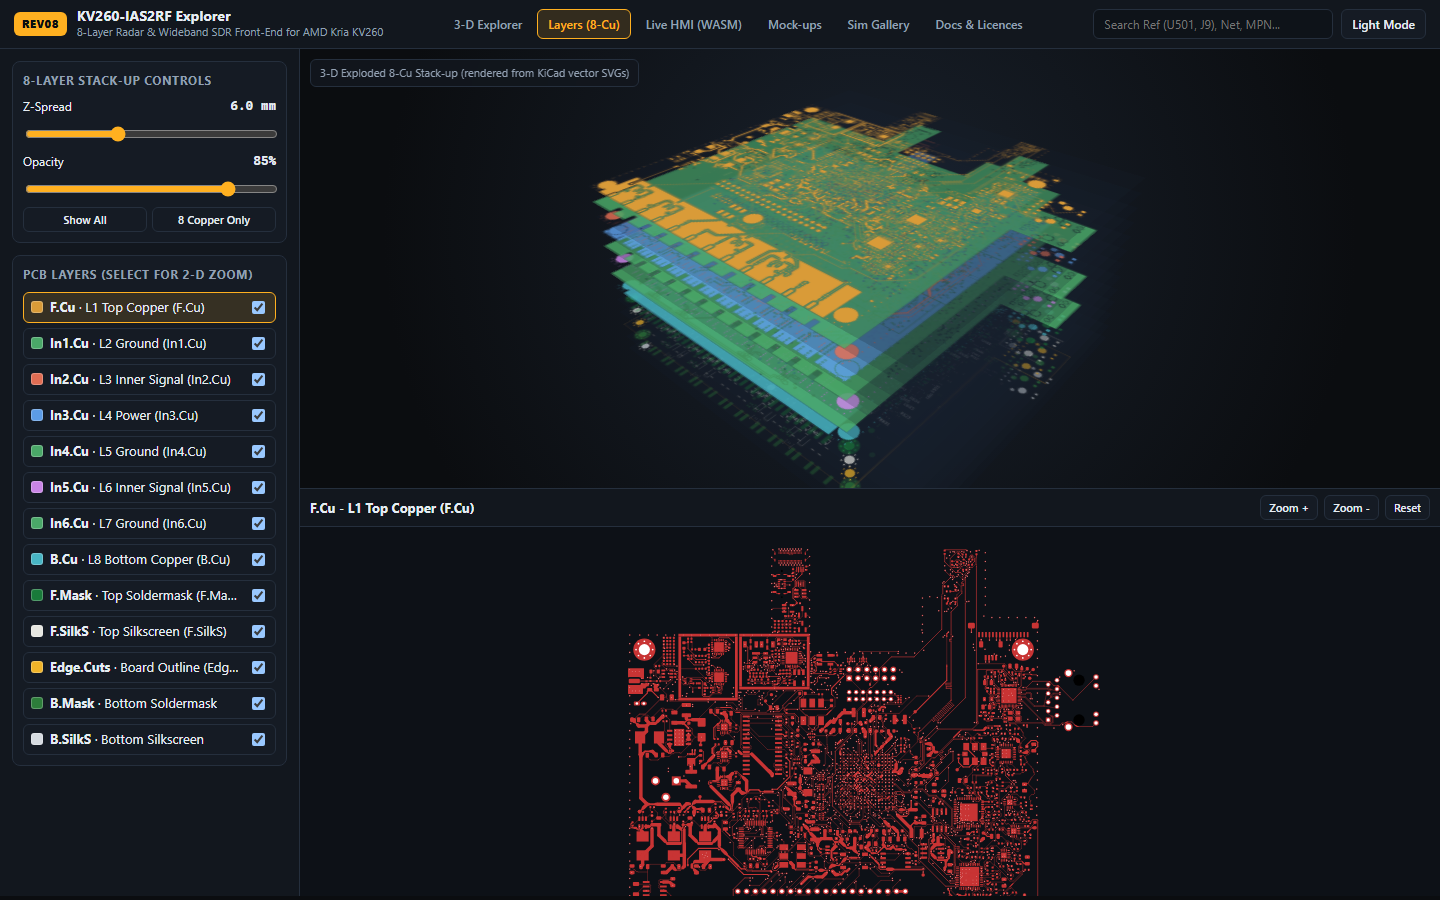 REV08
KV260-IAS2RF Explorer
8-Layer Radar & Wideband SDR Front-End for AMD Kria KV260
3-D Explorer
Layers (8-Cu)
Live HMI (WASM)
Mock-ups
Sim Gallery
Docs & Licences
Search Ref (U501, J9), Net, MPN...
Light Mode
8-LAYER STACK-UP CONTROLS
Z-Spread 6.0 mm
Opacity 85%
Show All
8 Copper Only
PCB LAYERS (SELECT FOR 2-D ZOOM)
F.Cu · L1 Top Copper (F.Cu)
In1.Cu · L2 Ground (In1.Cu)
In2.Cu · L3 Inner Signal (In2.Cu)
In3.Cu · L4 Power (In3.Cu)
In4.Cu · L5 Ground (In4.Cu)
In5.Cu · L6 Inner Signal (In5.Cu)
In6.Cu · L7 Ground (In6.Cu)
B.Cu · L8 Bottom Copper (B.Cu)
F.Mask · Top Soldermask (F.Ma...
F.SilkS · Top Silkscreen (F.SilkS)
Edge.Cuts · Board Outline (Edg...
B.Mask · Bottom Soldermask
B.SilkS · Bottom Silkscreen
3-D Exploded 8-Cu Stack-up (rendered from KiCad vector SVGs)
F.Cu - L1 Top Copper (F.Cu)
Zoom +
Zoom -
Reset